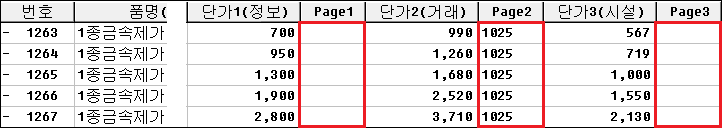 번호 품명( 단가1(정보) Page1 단가2(거래) Page2 단가3(시설) Page3
- 1263 1종금속제가 700 990 1025 567
- 1264 1종금속제가 950 1,260 1025 719
- 1265 1종금속제가 1,300 1,680 1025 1,000
- 1266 1종금속제가 1,900 2,520 1025 1,550
- 1267 1종금속제가 2,800 3,710 1025 2,130